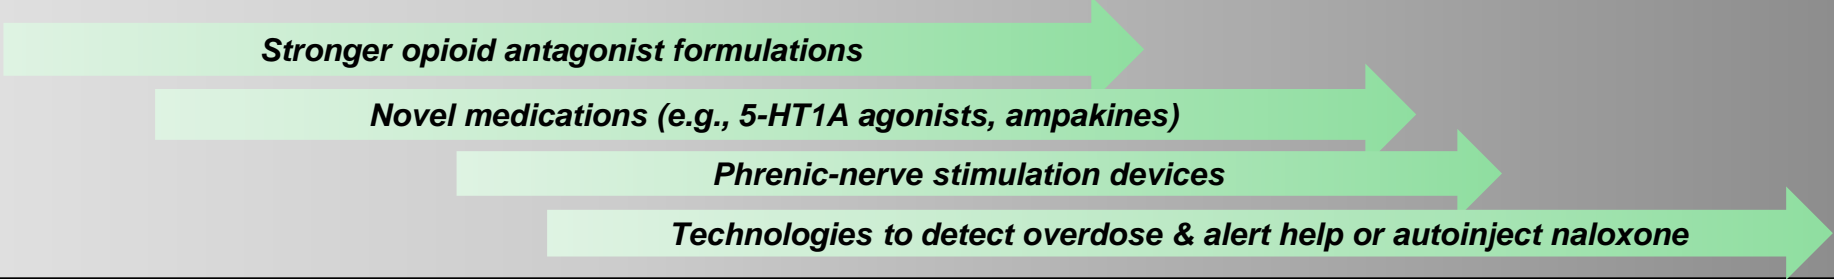 Stronger opioid antagonist formulations
Novel medications (e.g., 5-HT1A agonists, ampakines)
Phrenic-nerve stimulation devices
Technologies to detect overdose & alert help or autoinject naloxone